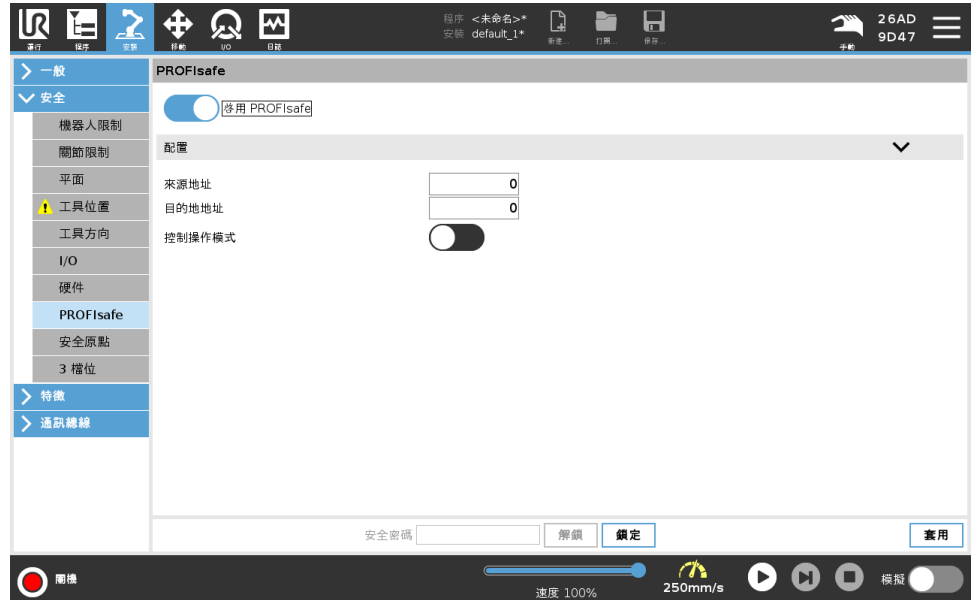 程序 <未命名>*
安裝 default_1*
26AD
9D47
運行
程序
安裝
移動
I/O
日誌
新建...
打開...
保存...
手動
一般
安全
機器人限制
關節限制
平面
工具位置
工具方向
I/O
硬件
PROFIsafe
安全原點
3 檔位
特徵
通訊總線
PROFIsafe
啓用 PROFIsafe
配置
來源地址 0
目的地地址 0
控制操作模式
安全密碼
解鎖
鎖定
套用
關機
速度 100%
250mm/s
模擬